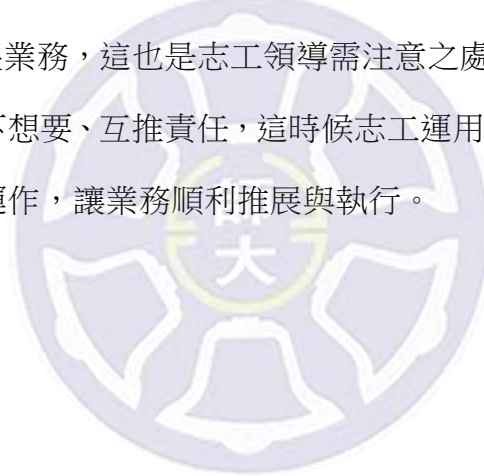 業務，這也是志工領導需注意之處
想要、互推責任，這時候志工運用
作，讓業務順利推展與執行。
師大